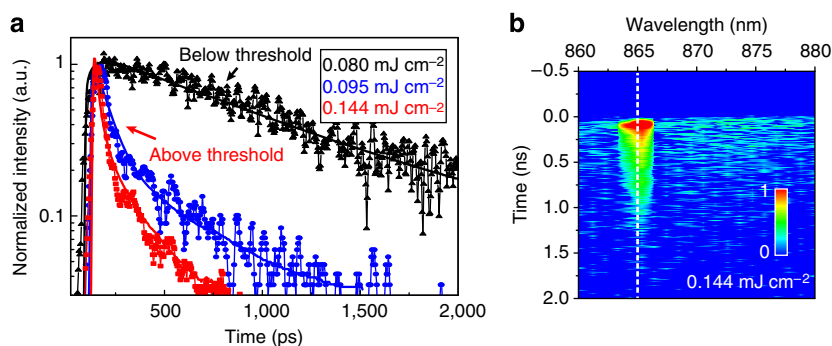 a
Normalized intensity (a.u.)
1
0.1
Below threshold
0.080 mJ cm⁻²
0.095 mJ cm⁻²
0.144 mJ cm⁻²
Above threshold
500
1,000
1,500
2,000
Time (ps)
b
Wavelength (nm)
860 865 870 875 880
Time (ns)
–0.5
0.0
0.5
1.0
1.5
2.0
1
0
0.144 mJ cm⁻²